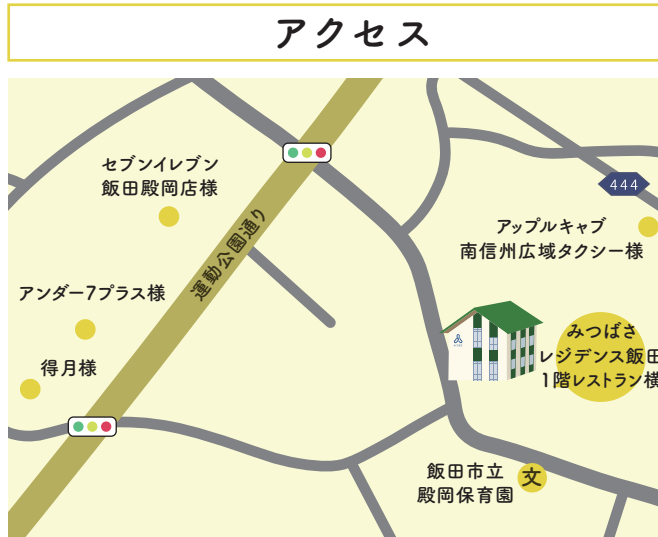 アクセス
セブンイレブン
飯田殿岡店様
444
アップルキャブ
南信州広域タクシー様
運動公園通り
アンダー7プラス様
みつばさ
レジデンス飯田
1階レストラン横
得月様
飯田市立
殿岡保育園
文